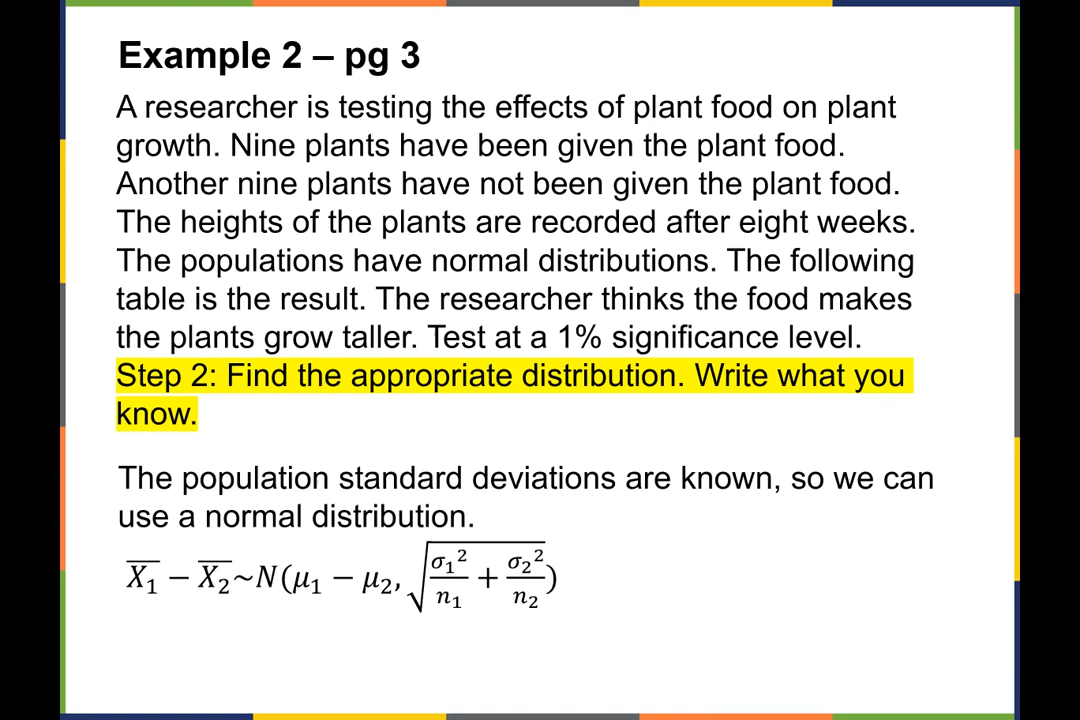 Example 2 – pg 3
A researcher is testing the effects of plant food on plant
growth. Nine plants have been given the plant food.
Another nine plants have not been given the plant food.
The heights of the plants are recorded after eight weeks.
The populations have normal distributions. The following
table is the result. The researcher thinks the food makes
the plants grow taller. Test at a 1% significance level.
Step 2: Find the appropriate distribution. Write what you
know.
The population standard deviations are known, so we can
use a normal distribution.
X̅₁ − X̅₂~N(μ₁ − μ₂, √(σ₁²/n₁ + σ₂²/n₂))